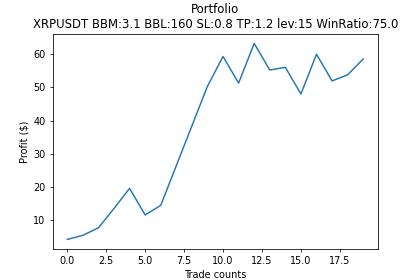 Portfolio
XRPUSDT BBM:3.1 BBL:160 SL:0.8 TP:1.2 lev:15 WinRatio:75.0
60
50
40
30
20
10
Profit ($)
0.0 2.5 5.0 7.5 10.0 12.5 15.0 17.5
Trade counts